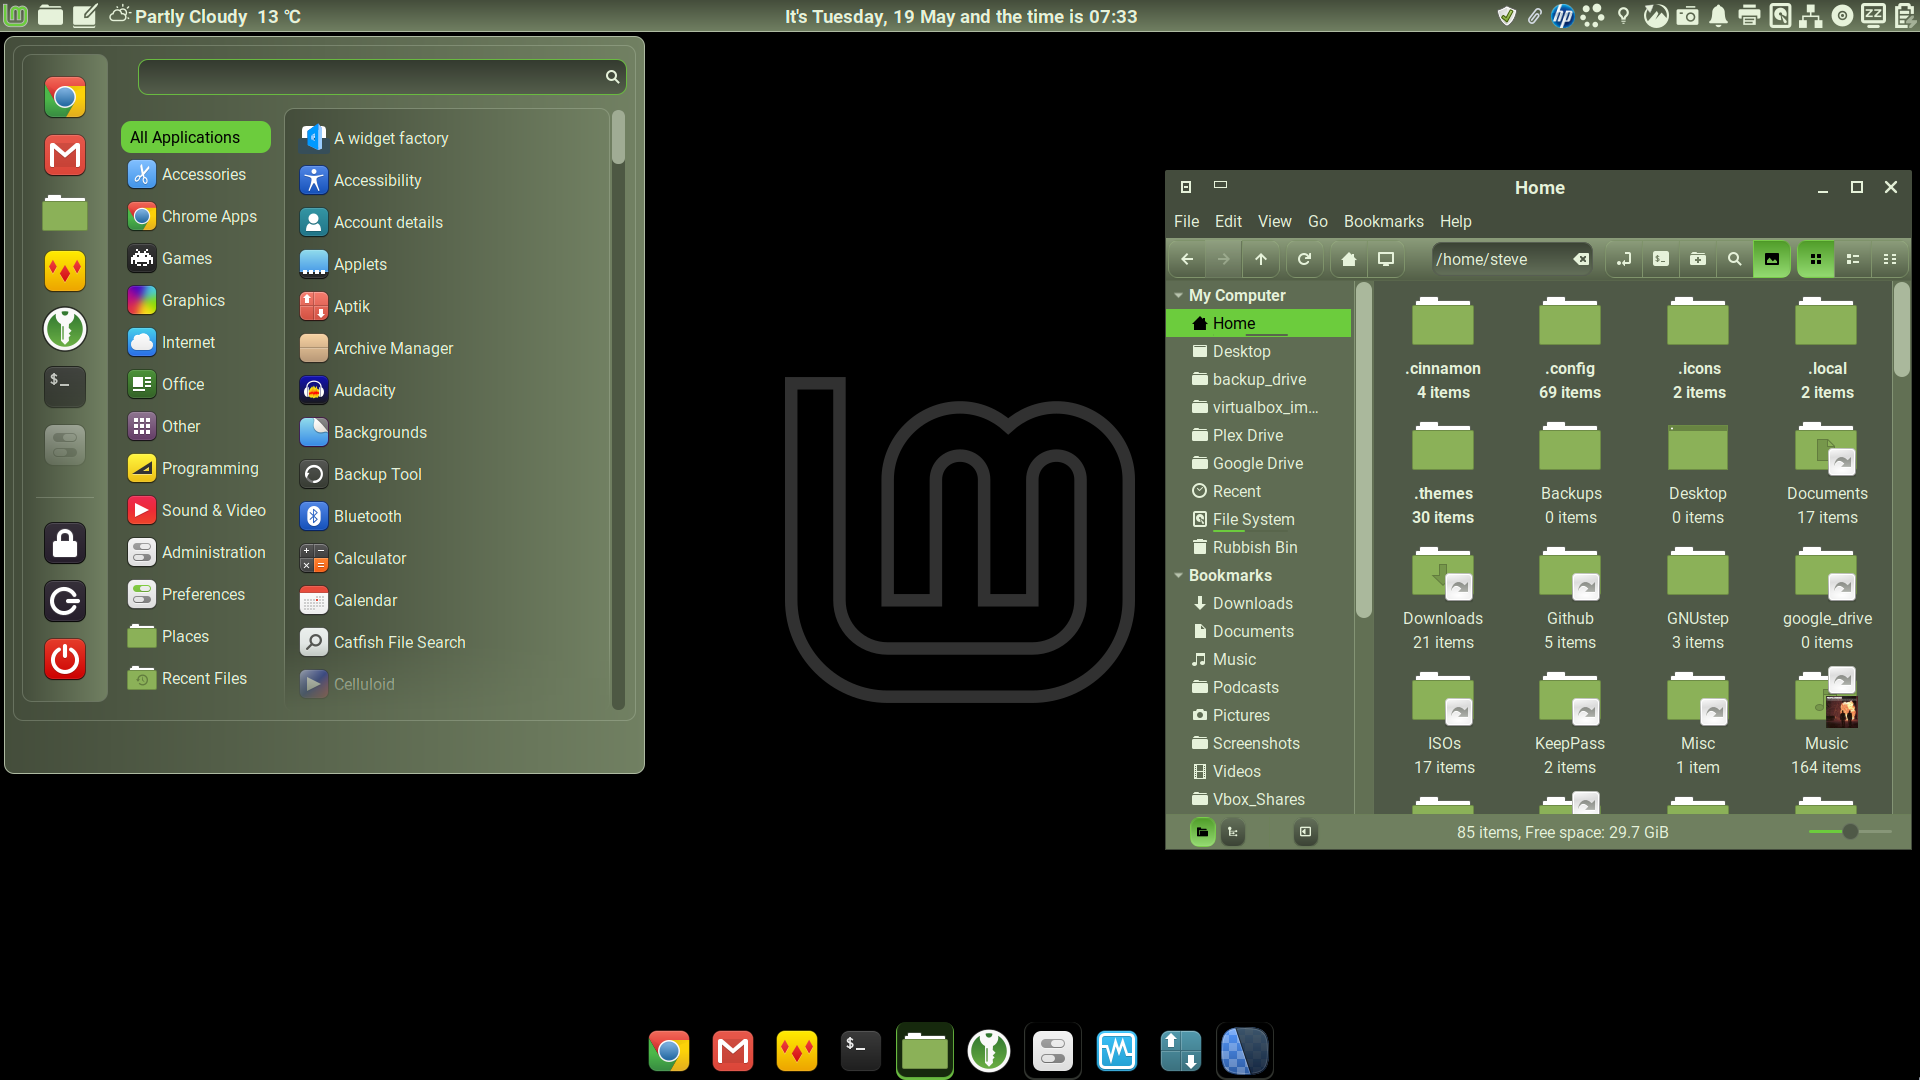 Partly Cloudy 13 °C
It's Tuesday, 19 May and the time is 07:33
hp
ZZ
All Applications
Accessories
Chrome Apps
Games
Graphics
Internet
Office
Other
Programming
Sound & Video
Administration
Preferences
Places
Recent Files
A widget factory
Accessibility
Account details
Applets
Aptik
Archive Manager
Audacity
Backgrounds
Backup Tool
Bluetooth
Calculator
Calendar
Catfish File Search
Celluloid
$_
Home
File Edit View Go Bookmarks Help
/home/steve
My Computer
Home
Desktop
backup_drive
virtualbox_im...
Plex Drive
Google Drive
Recent
File System
Rubbish Bin
Bookmarks
Downloads
Documents
Music
Podcasts
Pictures
Screenshots
Videos
Vbox_Shares
.cinnamon .config .icons .local
4 items 69 items 2 items 2 items
.themes Backups Desktop Documents
30 items 0 items 0 items 17 items
Downloads Github GNUstep google_drive
21 items 5 items 3 items 0 items
ISOs KeepPass Misc Music
17 items 2 items 1 item 164 items
85 items, Free space: 29.7 GiB
$_